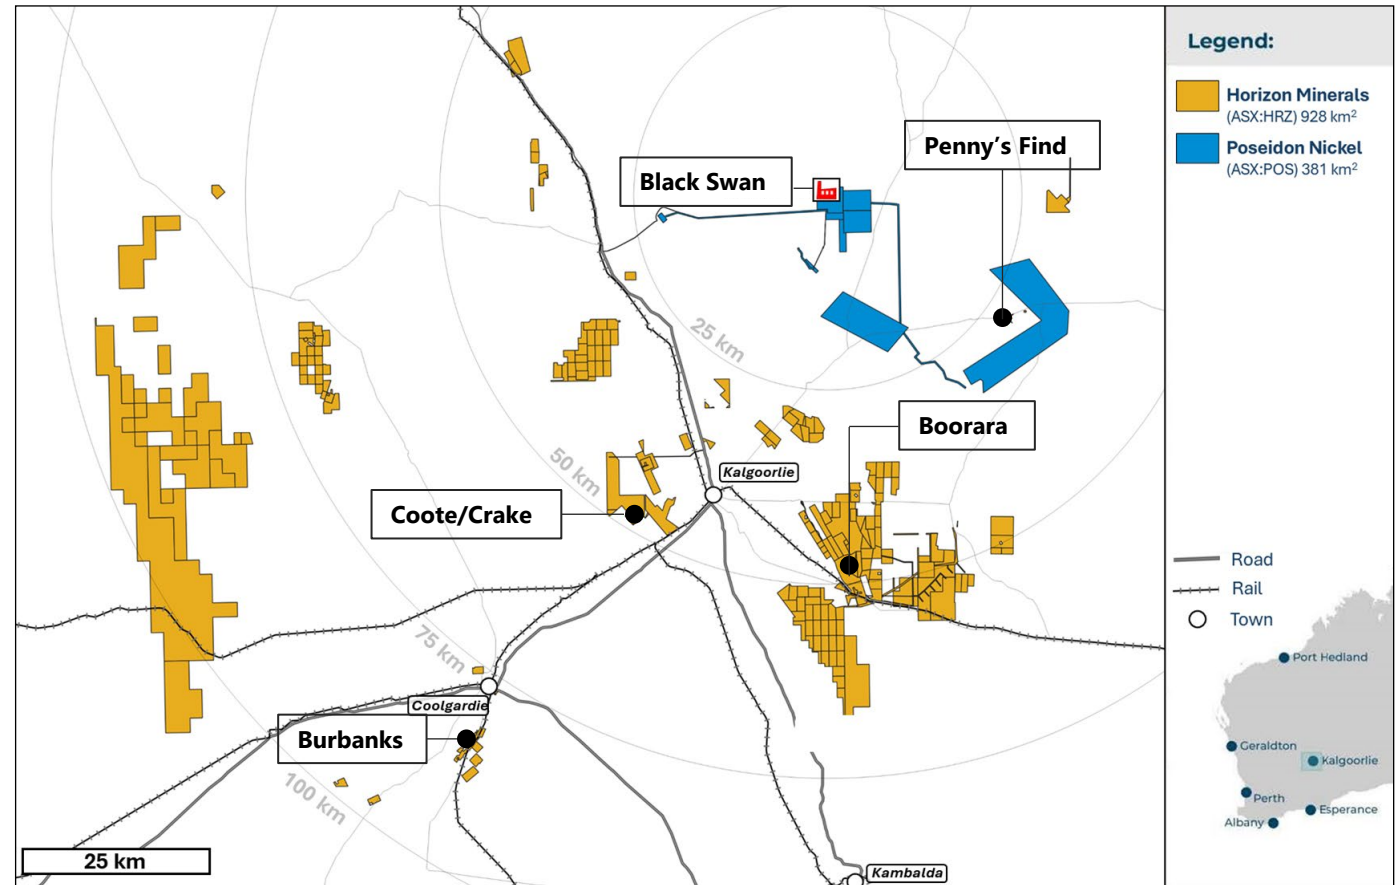 Legend:
Horizon Minerals
(ASX:HRZ) 928 km²
Poseidon Nickel
(ASX:POS) 381 km²
Penny's Find
Black Swan
25 km
Boorara
Kalgoorlie
50 km
Coote/Crake
75 km
Coolgardie
Burbanks
100 km
25 km
Kambalda
Road
Rail
Town
Port Hedland
Geraldton
Kalgoorlie
Perth
Esperance
Albany